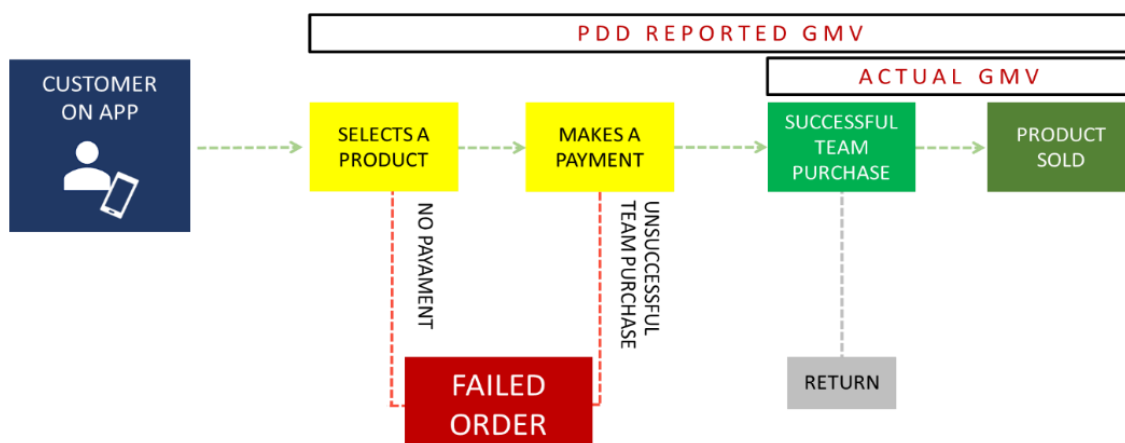 PDD REPORTED GMV
ACTUAL GMV
CUSTOMER
ON APP
SELECTS A
PRODUCT
MAKES A
PAYMENT
SUCCESSFUL
TEAM
PURCHASE
PRODUCT
SOLD
NO PAYAMENT
UNSUCCESSFUL
TEAM PURCHASE
FAILED
ORDER
RETURN